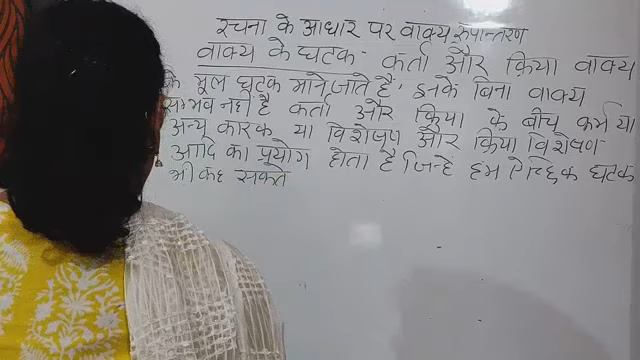 रचना के आधार पर वाक्य रुपान्तरण
वाक्य के घटक - कर्ता और क्रिया वाक्य
के मूल घटक माने जाते हैं, इनके बिना वाक्य
सम्भव नहीं है कर्ता और क्रिया के बीच कर्म या
अन्य कारक या विशेषण और क्रिया विशेषण
आदि का प्रयोग होता है जिन्हें हम ऐच्छिक घटक
भी कह सकते